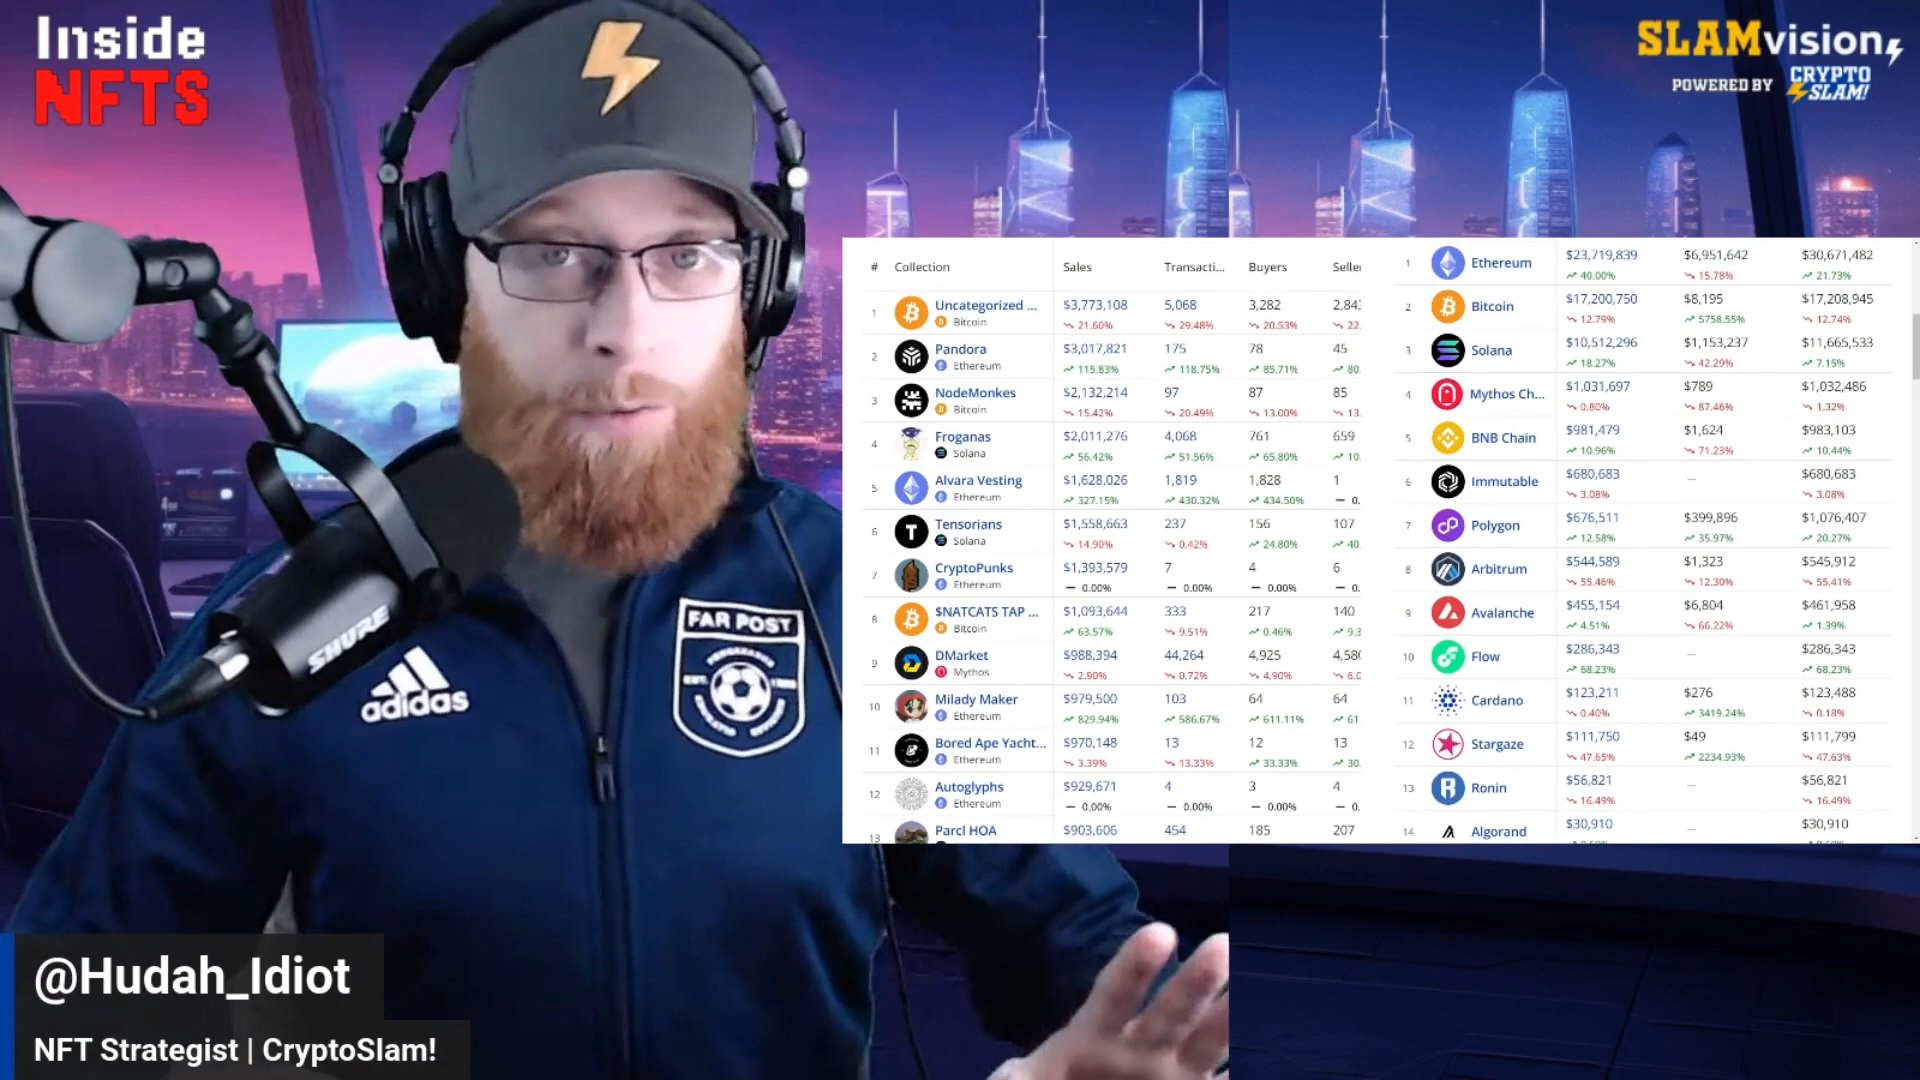 Inside
NFTS
SLAMvision
POWERED BY CRYPTO SLAM!
SHURE
adidas
FAR POST
@Hudah_Idiot
NFT Strategist | CryptoSlam!
# Collection Sales Transacti... Buyers Selle
1 Uncategorized ... $3,773,108 5,068 3,282 2,843
Bitcoin 21.60% 29.48% 20.53% 22.
2 Pandora $3,017,821 175 78 45
Ethereum 115.83% 118.75% 85.71% 80.
3 NodeMonkes $2,132,214 97 87 85
Bitcoin 15.42% 20.49% 13.00% 13.
4 Froganas $2,011,276 4,068 761 659
Solana 56.42% 51.56% 65.80% 10.
5 Alvara Vesting $1,628,026 1,819 1,828 1
Ethereum 327.15% 430.32% 434.50% — 0.
6 Tensorians $1,558,663 237 156 107
Solana 14.90% 0.42% 24.80% 40.
7 CryptoPunks $1,393,579 7 4 6
Ethereum — 0.00% — 0.00% — 0.00% — 0.
8 $NATCATS TAP ... $1,093,644 333 217 140
Bitcoin 63.57% 9.51% 0.46% 9.3
9 DMarket $988,394 44,264 4,925 4,580
Mythos 2.90% 0.72% 4.90% 6.0
10 Milady Maker $979,500 103 64 64
Ethereum 829.94% 586.67% 611.11% 61
11 Bored Ape Yacht... $970,148 13 12 13
Ethereum 3.39% 13.33% 33.33% 30.
12 Autoglyphs $929,671 4 3 4
Ethereum — 0.00% — 0.00% — 0.00% — 0.
13 Parcl HOA $903,606 454 185 207
1 Ethereum $23,719,839 $6,951,642 $30,671,482
40.00% 15.78% 21.73%
2 Bitcoin $17,200,750 $8,195 $17,208,945
12.79% 5758.55% 12.74%
3 Solana $10,512,296 $1,153,237 $11,665,533
18.27% 42.29% 7.15%
4 Mythos Ch... $1,031,697 $789 $1,032,486
0.80% 87.46% 1.32%
5 BNB Chain $981,479 $1,624 $983,103
10.96% 71.23% 10.44%
6 Immutable $680,683 — $680,683
3.08% 3.08%
7 Polygon $676,511 $399,896 $1,076,407
12.58% 35.97% 20.27%
8 Arbitrum $544,589 $1,323 $545,912
55.46% 12.30% 55.41%
9 Avalanche $455,154 $6,804 $461,958
4.51% 66.22% 1.39%
10 Flow $286,343 — $286,343
68.23% 68.23%
11 Cardano $123,211 $276 $123,488
0.40% 3419.24% 0.18%
12 Stargaze $111,750 $49 $111,799
47.65% 2234.93% 47.63%
13 Ronin $56,821 — $56,821
16.49% 16.49%
14 Algorand $30,910 — $30,910